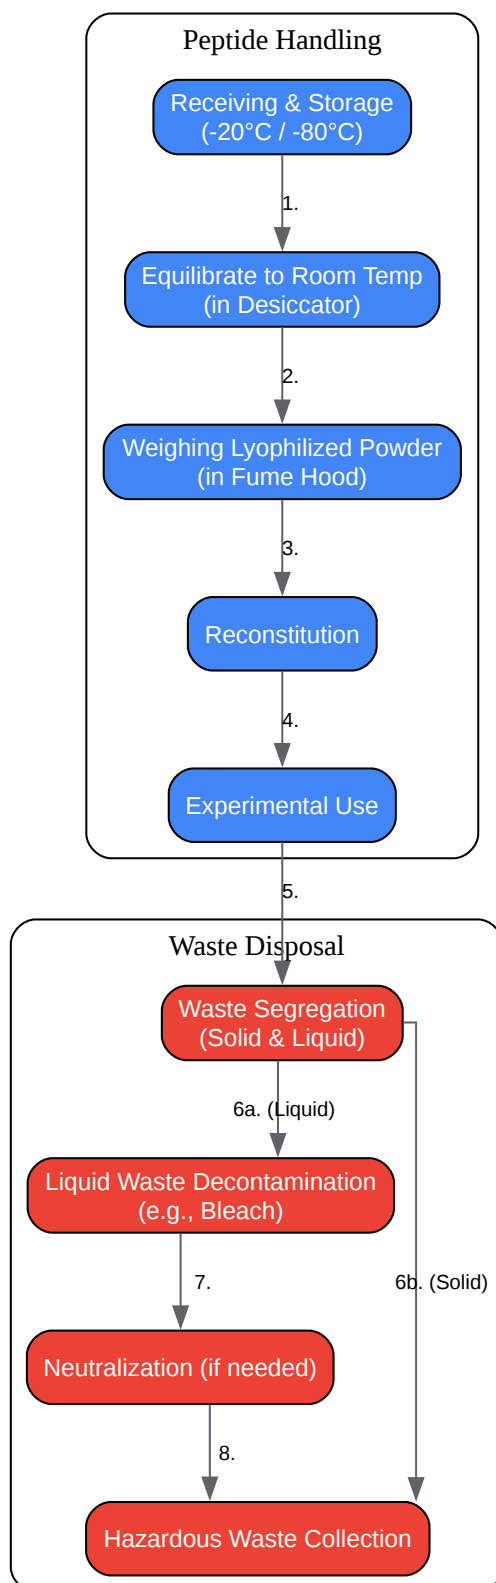 Peptide Handling
Receiving & Storage
(-20°C / -80°C)
1.
Equilibrate to Room Temp
(in Desiccator)
2.
Weighing Lyophilized Powder
(in Fume Hood)
3.
Reconstitution
4.
Experimental Use
5.
Waste Disposal
Waste Segregation
(Solid & Liquid)
6a. (Liquid)
Liquid Waste Decontamination
(e.g., Bleach)
7.
6b. (Solid)
Neutralization (if needed)
8.
Hazardous Waste Collection